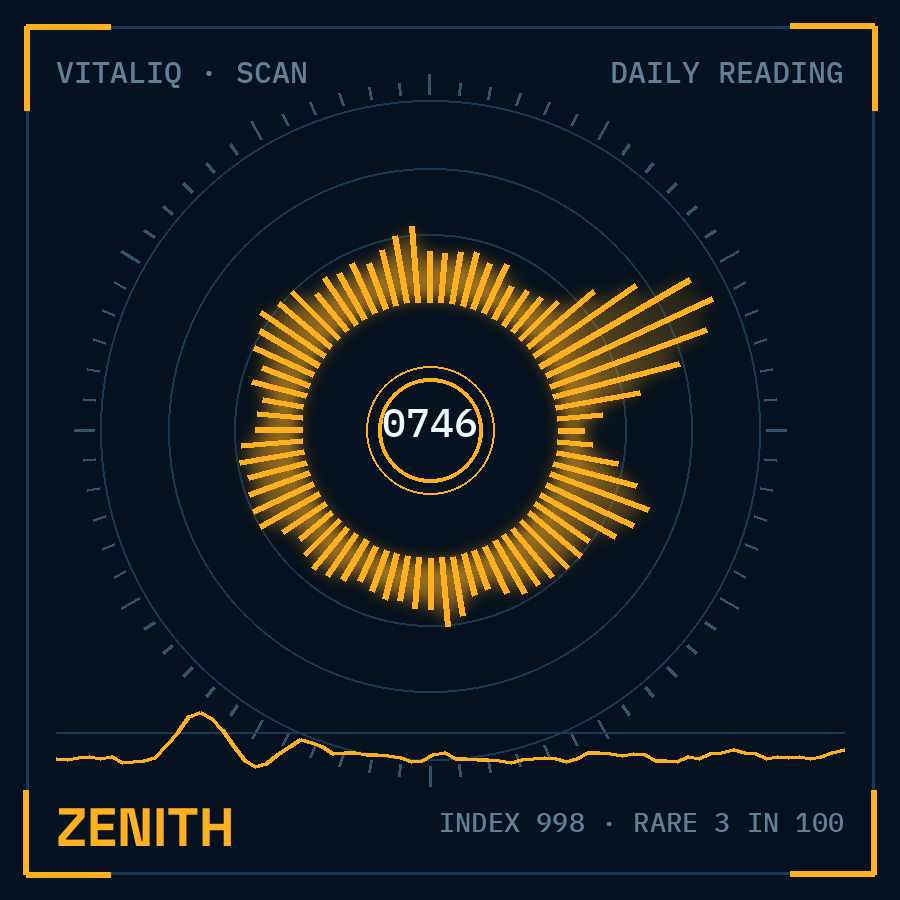 VITALIQ · SCAN
DAILY READING
0746
ZENITH
INDEX 998 · RARE 3 IN 100